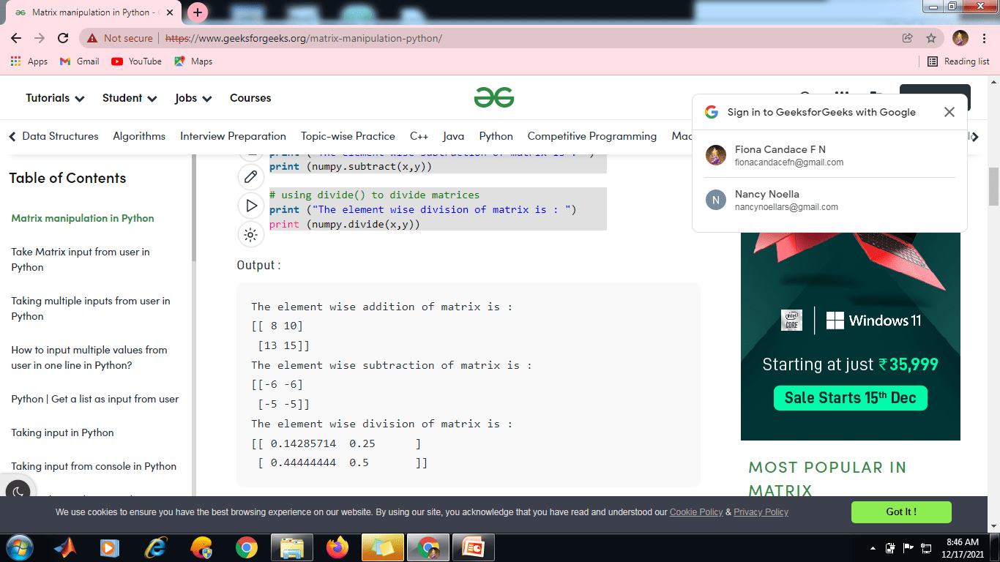 Matrix manipulation in Python -
Not secure
https://www.geeksforgeeks.org/matrix-manipulation-python/
Apps
Gmail
YouTube
Maps
Reading list
Tutorials
Student
Jobs
Courses
Sign in to GeeksforGeeks with Google
Fiona Candace F N
fionacandacefn@gmail.com
N
Nancy Noella
nancynoellars@gmail.com
Data Structures
Algorithms
Interview Preparation
Topic-wise Practice
C++
Java
Python
Competitive Programming
Mac
Table of Contents
Matrix manipulation in Python
Take Matrix input from user in
Python
Taking multiple inputs from user in
Python
How to input multiple values from
user in one line in Python?
Python | Get a list as input from user
Taking input in Python
Taking input from console in Python
print ("The element wise subtraction of matrix is : ")
print (numpy.subtract(x,y))
# using divide() to divide matrices
print ("The element wise division of matrix is : ")
print (numpy.divide(x,y))
Output :
The element wise addition of matrix is :
[[ 8 10]
[13 15]]
The element wise subtraction of matrix is :
[[-6 -6]
[-5 -5]]
The element wise division of matrix is :
[[ 0.14285714  0.25      ]
[ 0.44444444  0.5       ]]
intel
CORE
Windows 11
Starting at just ₹35,999
Sale Starts 15th Dec
MOST POPULAR IN
MATRIX
We use cookies to ensure you have the best browsing experience on our website. By using our site, you acknowledge that you have read and understood our Cookie Policy & Privacy Policy
Got It !
8:46 AM
12/17/2021